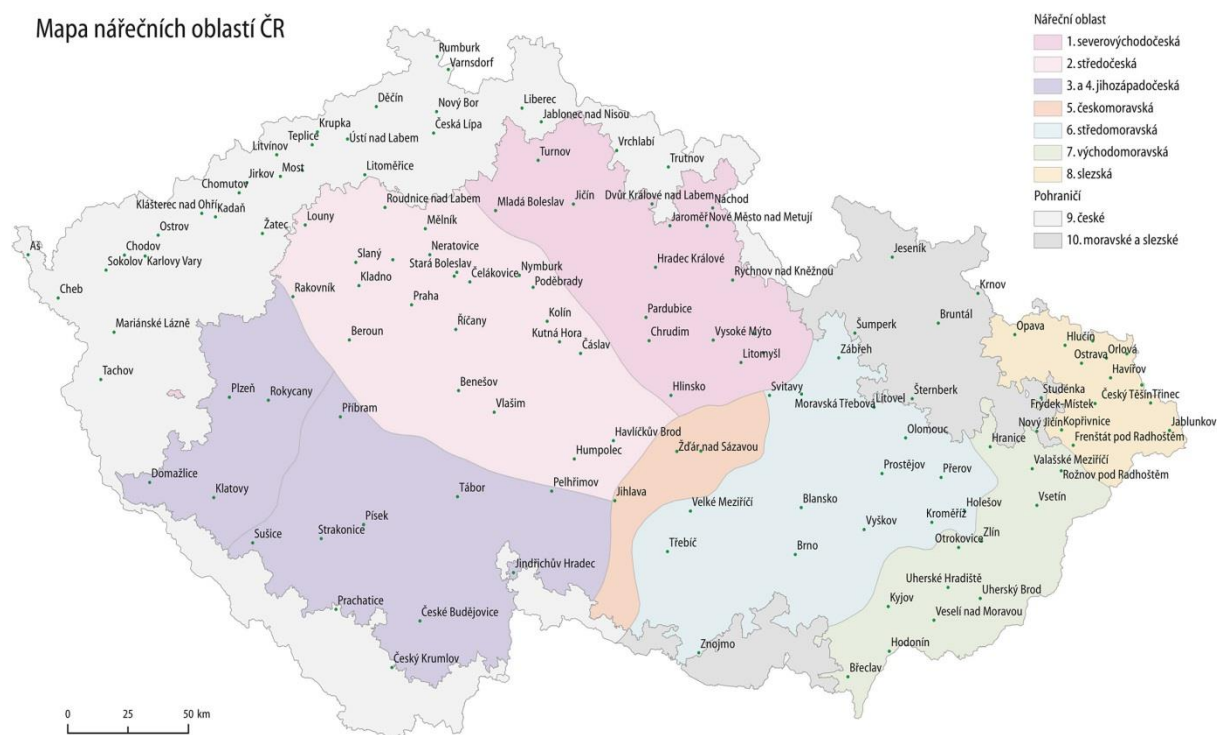 Mapa nářečních oblastí ČR
Nářeční oblast
1. severovýchodočeská
2. středočeská
3. a 4. jihozápadočeská
5. českomoravská
6. středomoravská
7. východomoravská
8. slezská
Pohraničí
9. české
10. moravské a slezské
Rumburk
Varnsdorf
Děčín
Nový Bor
Liberec
Jablonec nad Nisou
Krupka
Teplice
Ústí nad Labem
Česká Lípa
Vrchlabí
Litvínov
Turnov
Trutnov
Jirkov
Most
Litoměřice
Chomutov
Klášterec nad Ohří
Kadaň
Roudnice nad Labem
Mladá Boleslav
Jičín
Dvůr Králové nad Labem
Náchod
Ostrov
Žatec
Louny
Mělník
Jaroměř
Nové Město nad Metují
Aš
Chodov
Sokolov
Karlovy Vary
Slaný
Neratovice
Stará Boleslav
Nymburk
Hradec Králové
Jeseník
Cheb
Rakovník
Kladno
Čelákovice
Poděbrady
Rychnov nad Kněžnou
Krnov
Praha
Mariánské Lázně
Beroun
Říčany
Kolín
Kutná Hora
Pardubice
Chrudim
Vysoké Mýto
Šumperk
Bruntál
Opava
Hlučín
Čáslav
Litomyšl
Zábřeh
Ostrava
Orlová
Tachov
Plzeň
Rokycany
Benešov
Hlinsko
Svitavy
Havířov
Příbram
Vlašim
Moravská Třebová
Litovel
Šternberk
Studénka
Frýdek-Místek
Český Těšín
Třinec
Havlíčkův Brod
Žďár nad Sázavou
Olomouc
Nový Jičín
Kopřivnice
Jablunkov
Hranice
Frenštát pod Radhoštěm
Humpolec
Domažlice
Klatovy
Tábor
Pelhřimov
Jihlava
Prostějov
Přerov
Valašské Meziříčí
Rožnov pod Radhoštěm
Velké Meziříčí
Blansko
Holešov
Vsetín
Sušice
Strakonice
Písek
Třebíč
Vyškov
Kroměříž
Brno
Otrokovice
Zlín
Jindřichův Hradec
Uherské Hradiště
Uherský Brod
Prachatice
České Budějovice
Kyjov
Veselí nad Moravou
Znojmo
Hodonín
Český Krumlov
Břeclav
0 25 50 km